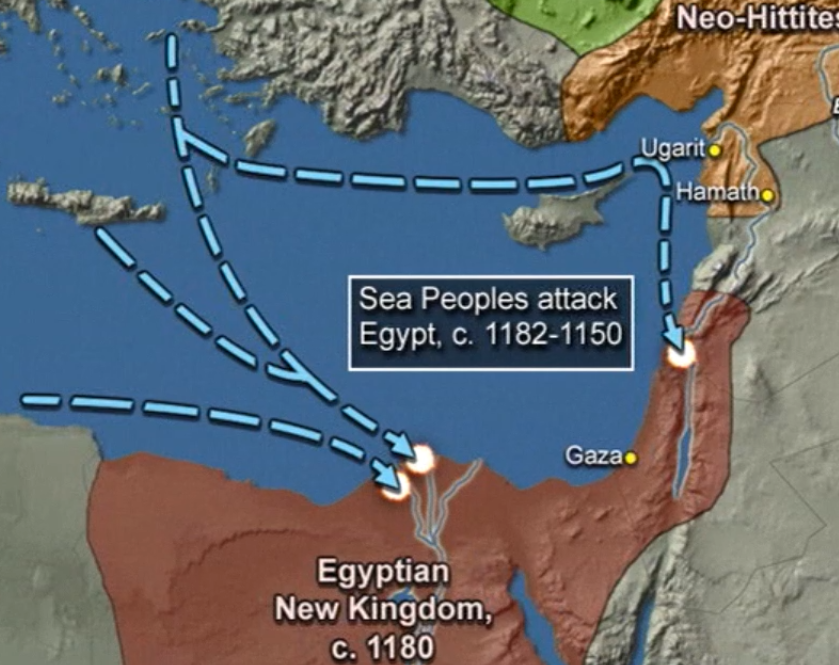 Neo-Hittites
Ugarit
Hamath
Sea Peoples attack
Egypt, c. 1182-1150
Gaza
Egyptian
New Kingdom,
c. 1180